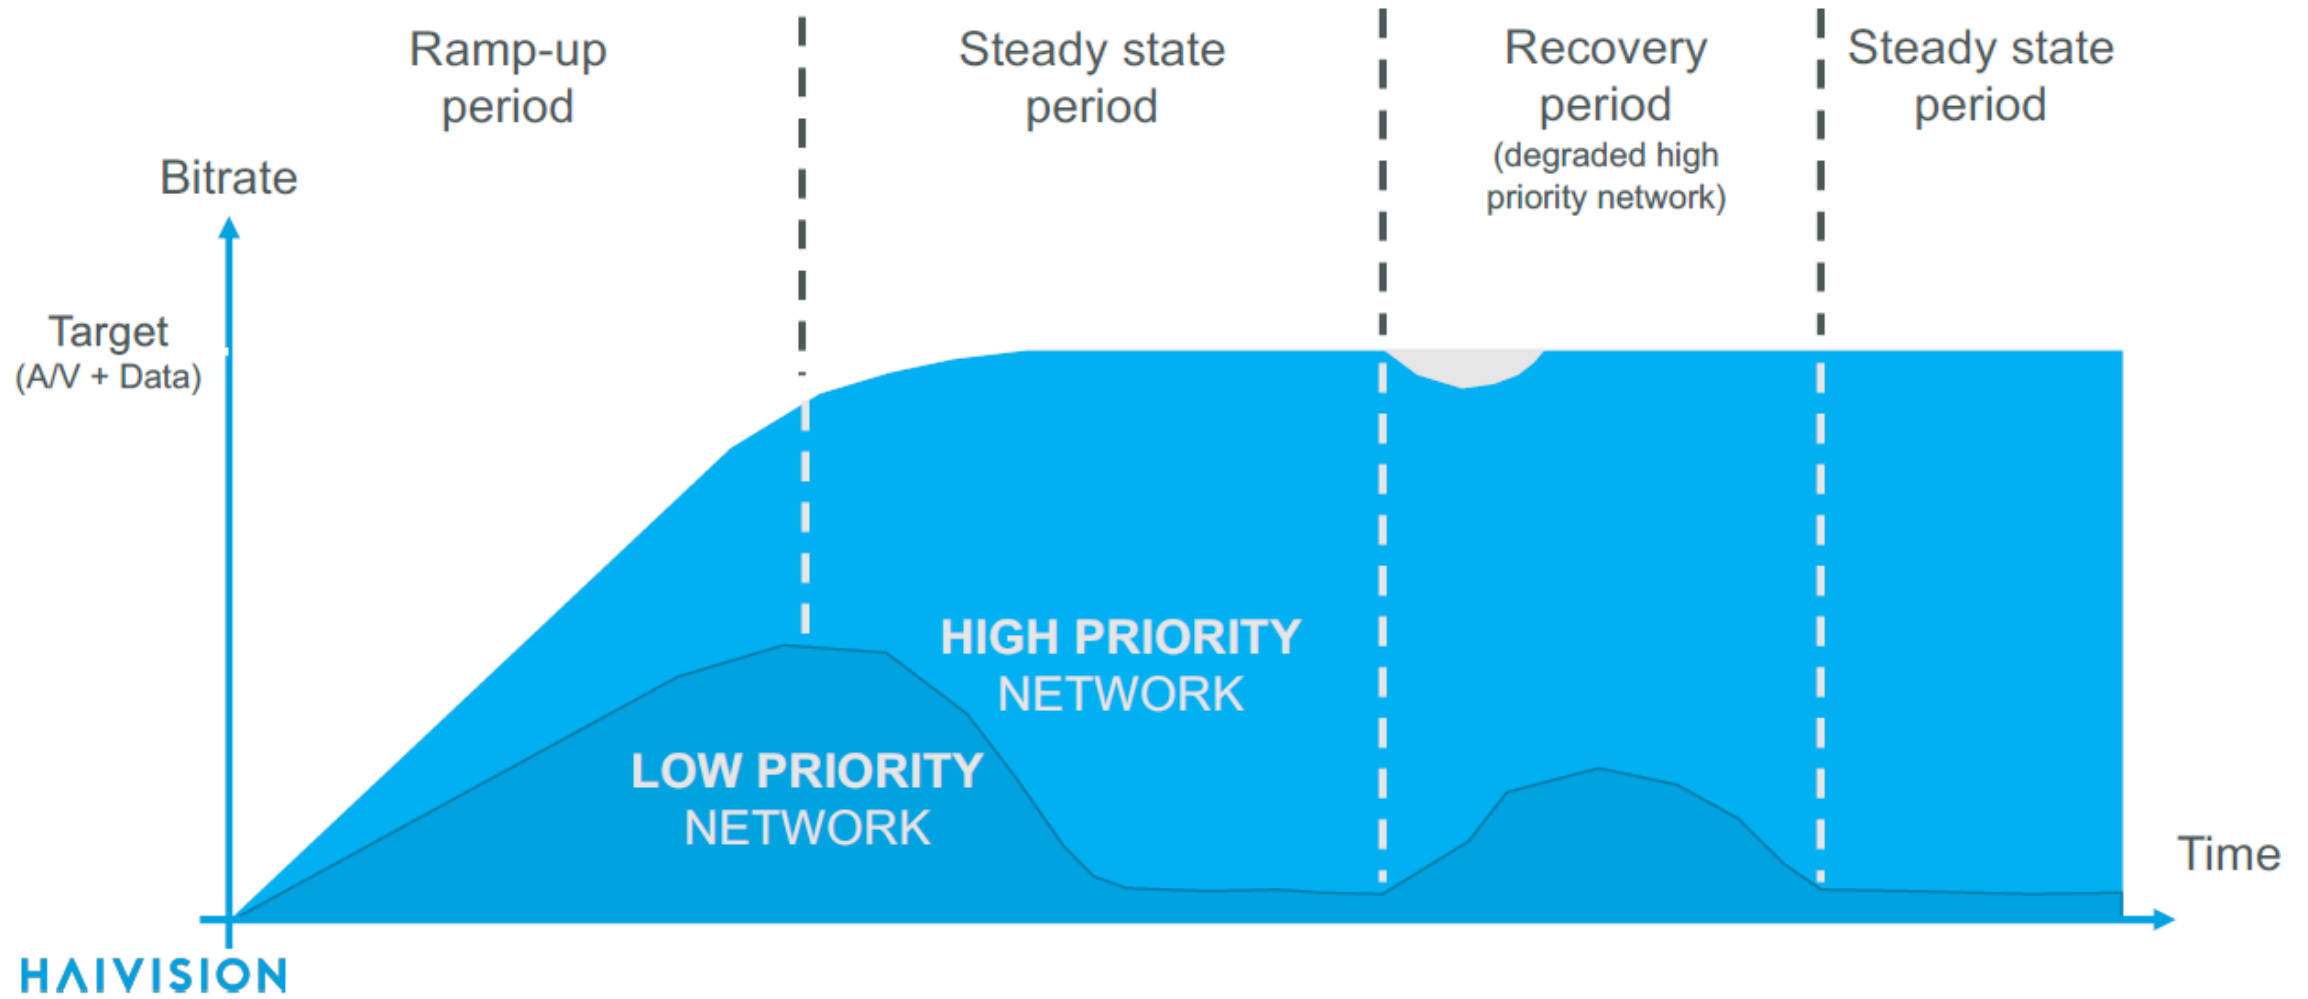 Ramp-up
period
Steady state
period
Recovery
period
(degraded high
priority network)
Steady state
period
Bitrate
Target
(A/V + Data)
HIGH PRIORITY
NETWORK
LOW PRIORITY
NETWORK
Time
HAIVISION